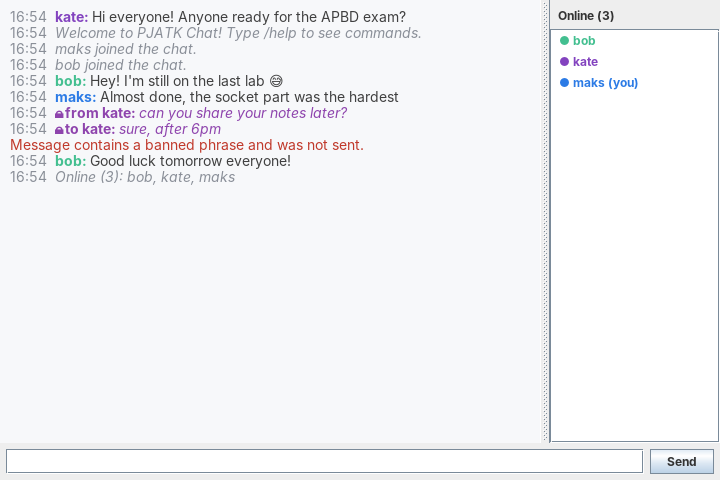 16:54 kate: Hi everyone! Anyone ready for the APBD exam?
16:54 Welcome to PJATK Chat! Type /help to see commands.
16:54 maks joined the chat.
16:54 bob joined the chat.
16:54 bob: Hey! I'm still on the last lab 😅
16:54 maks: Almost done, the socket part was the hardest
16:54 from kate: can you share your notes later?
16:54 to kate: sure, after 6pm
Message contains a banned phrase and was not sent.
16:54 bob: Good luck tomorrow everyone!
16:54 Online (3): bob, kate, maks
Online (3)
bob
kate
maks (you)
Send